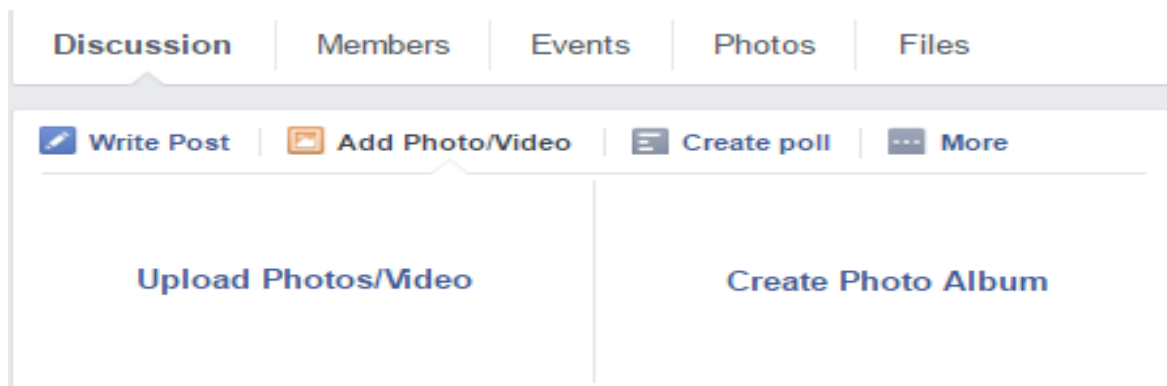 Discussion Members Events Photos Files
Write Post Add Photo/Video Create poll More
Upload Photos/Video Create Photo Album